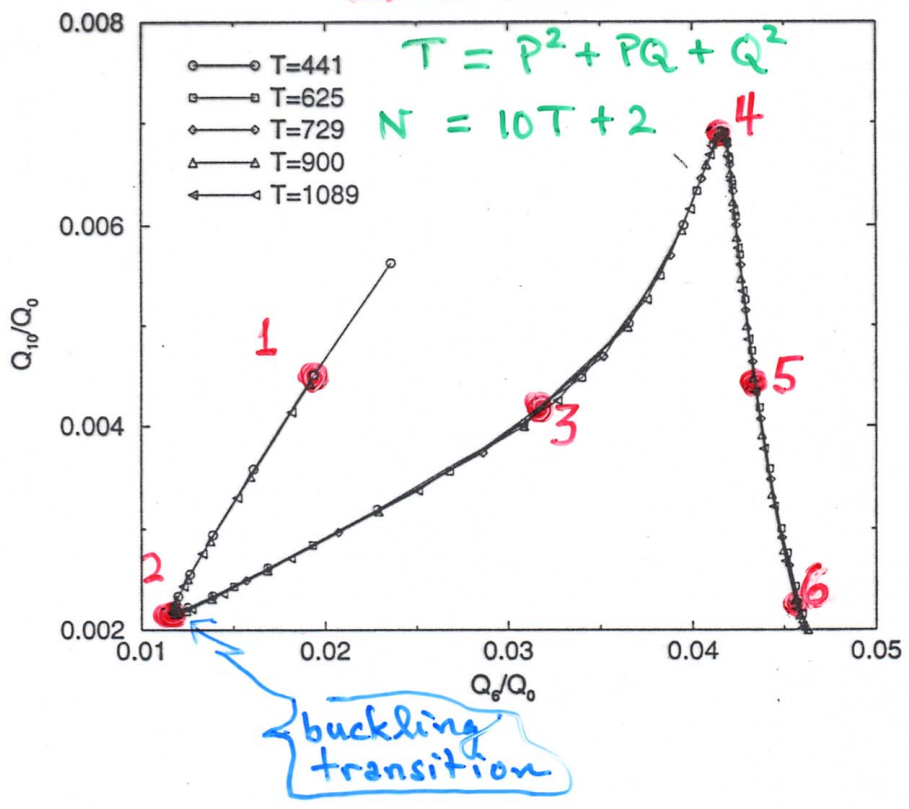 0.008
T=441
T=625
T=729
T=900
T=1089
T = P² + PQ + Q²
N = 10T + 2
4
0.006
Q₁₀/Q₀
1
5
0.004
3
2
6
0.002
0.01
0.02
0.03
0.04
0.05
Q₆/Q₀
buckling
transition